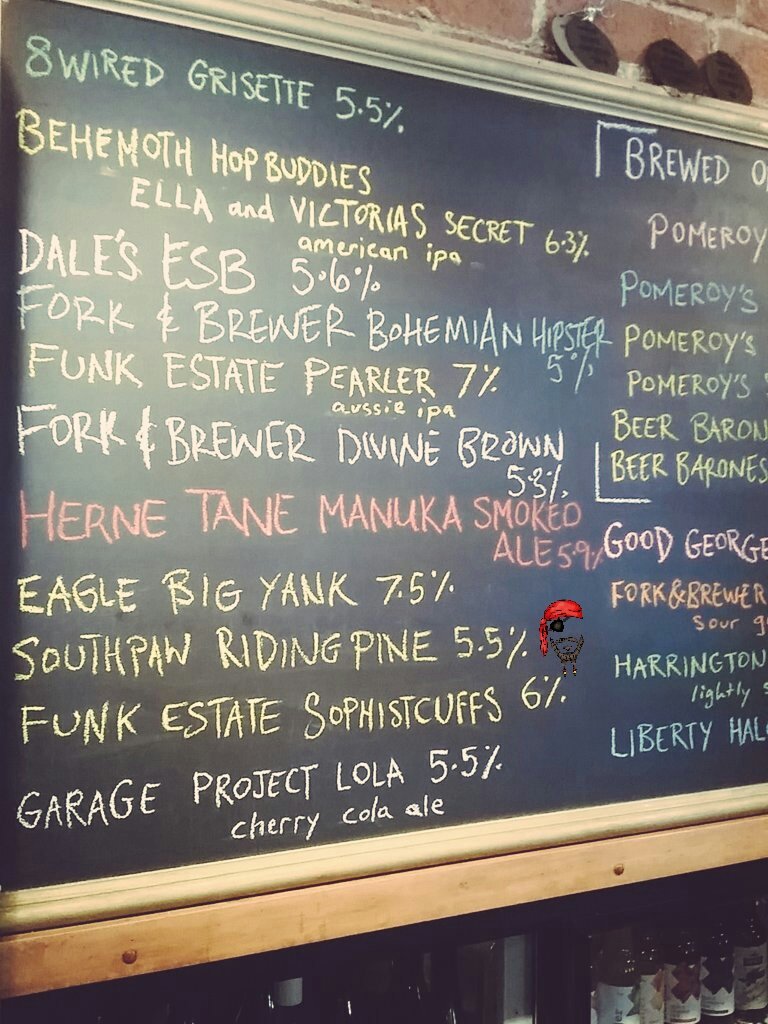 8 WIRED GRISETTE 5.5%
BEHEMOTH HOP BUDDIES
ELLA and VICTORIAS SECRET 6.3%
american ipa
DALE'S ESB 5.6%
FORK & BREWER BOHEMIAN HIPSTER
5%
FUNK ESTATE PEARLER 7%
aussie ipa
FORK & BREWER DIVINE BROWN
5.3%
HERNE TANE MANUKA SMOKED
ALE 5.9%
EAGLE BIG YANK 7.5%
SOUTHPAW RIDING PINE 5.5%
FUNK ESTATE SOPHISTCUFFS 6%
GARAGE PROJECT LOLA 5.5%
cherry cola ale
BREWED
POMEROY
POMEROY'S
POMEROY'S
POMEROY'S
BEER BARON
BEER BARONES
GOOD GEORGE
FORK & BREWER
sour
HARRINGTON
lightly
LIBERTY